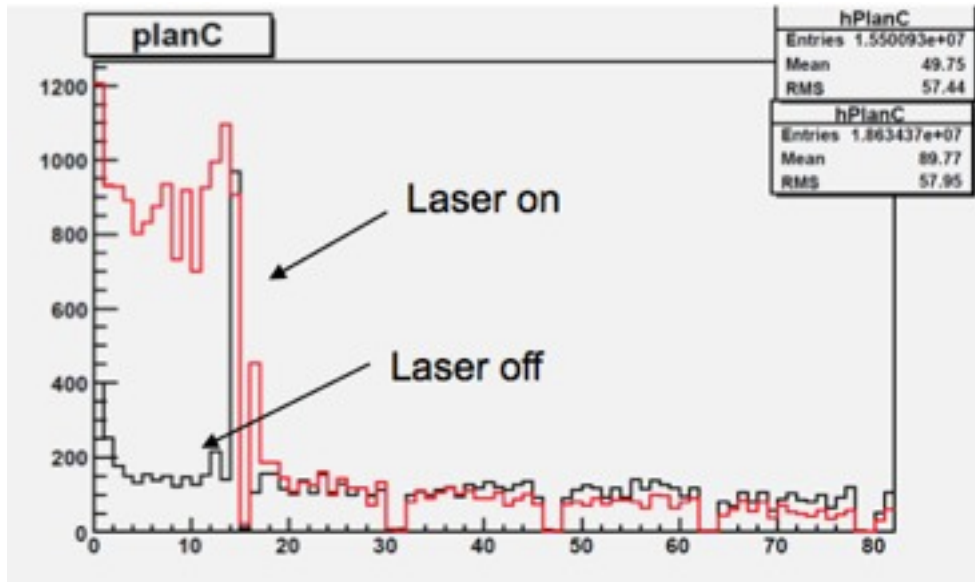 planC
hPlanC
Entries 1.550093e+07
Mean 49.75
RMS 57.44
hPlanC
Entries 1.863437e+07
Mean 89.77
RMS 57.95
1200
1000
800
600
400
200
0
Laser on
Laser off
0 10 20 30 40 50 60 70 80